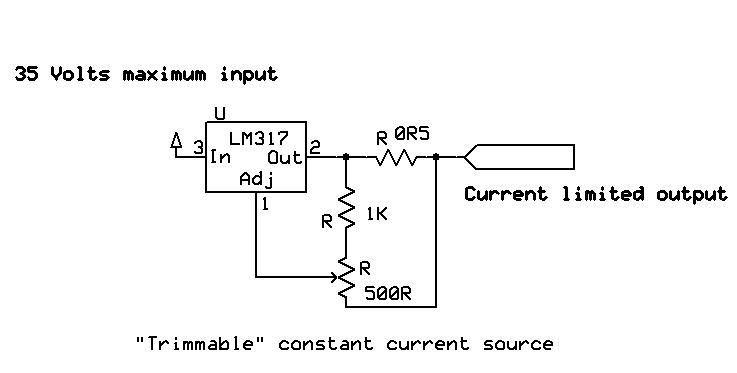 35 Volts maximum input
U
LM317
3 In Out 2
Adj
1
R 0R5
Current limited output
R 1K
R
500R
"Trimmable" constant current source